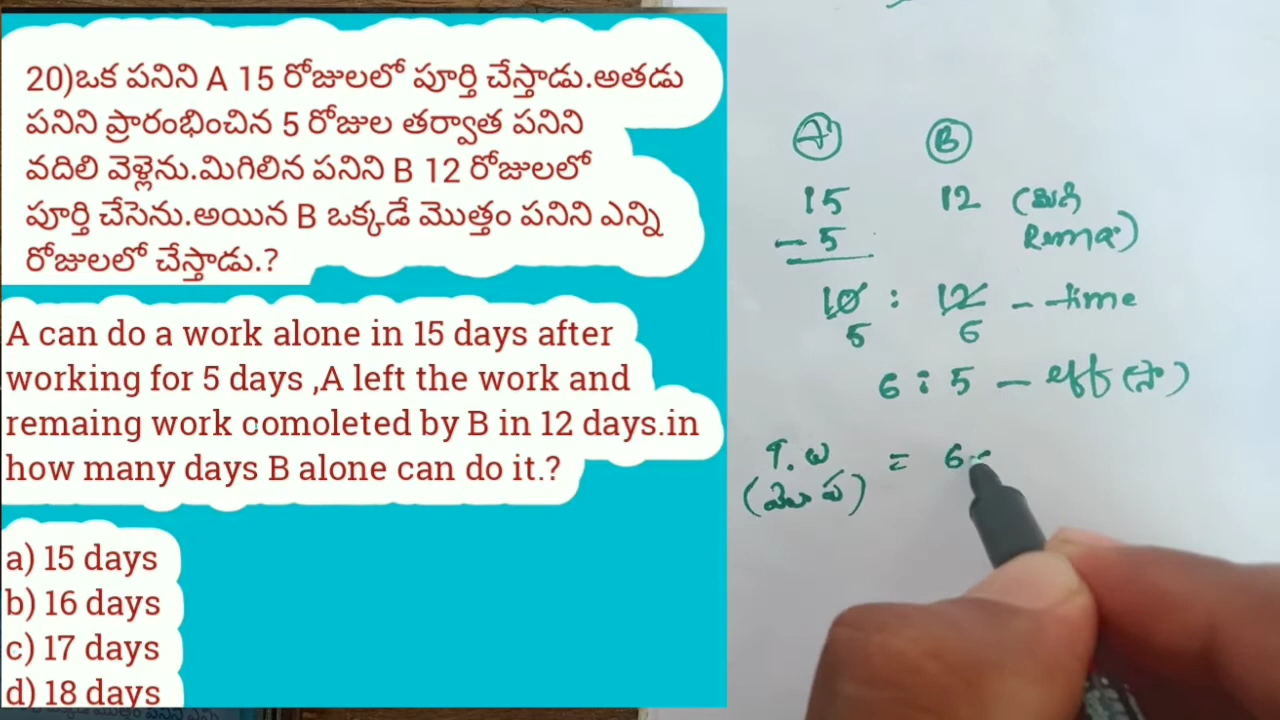 20)ఒక పనిని A 15 రోజులలో పూర్తి చేస్తాడు.అతడు
పనిని ప్రారంభించిన 5 రోజుల తర్వాత పనిని
వదిలి వెళ్లెను.మిగిలిన పనిని B 12 రోజులలో
పూర్తి చేసెను.అయిన B ఒక్కడే మొత్తం పనిని ఎన్ని
రోజులలో చేస్తాడు.?
A can do a work alone in 15 days after
working for 5 days ,A left the work and
remaing work comoleted by B in 12 days.in
how many days B alone can do it.?
a) 15 days
b) 16 days
c) 17 days
d) 18 days
A B
15 12 (మిగి
- 5
10 : 12 - time
5 6
6 : 5 - eff (సా)
T. W = 6